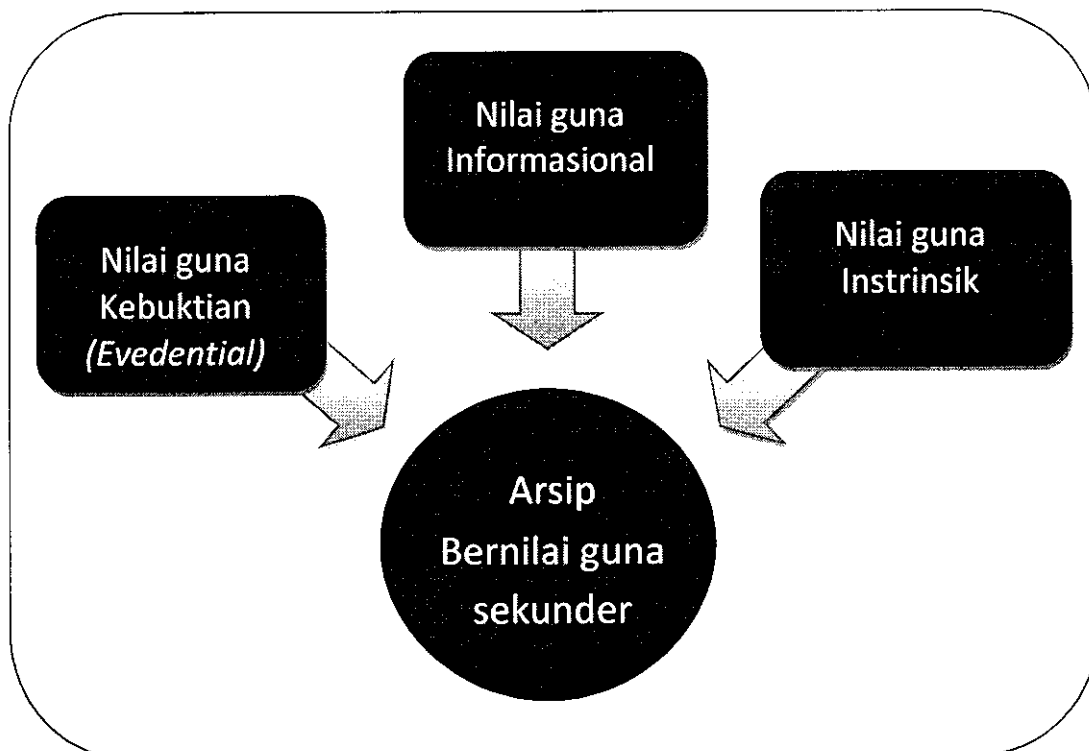 Nilai guna
Informasional
Nilai guna
Kebuktian
(Evedential)
Nilai guna
Instrinsik
Arsip
Bernilai guna
sekunder